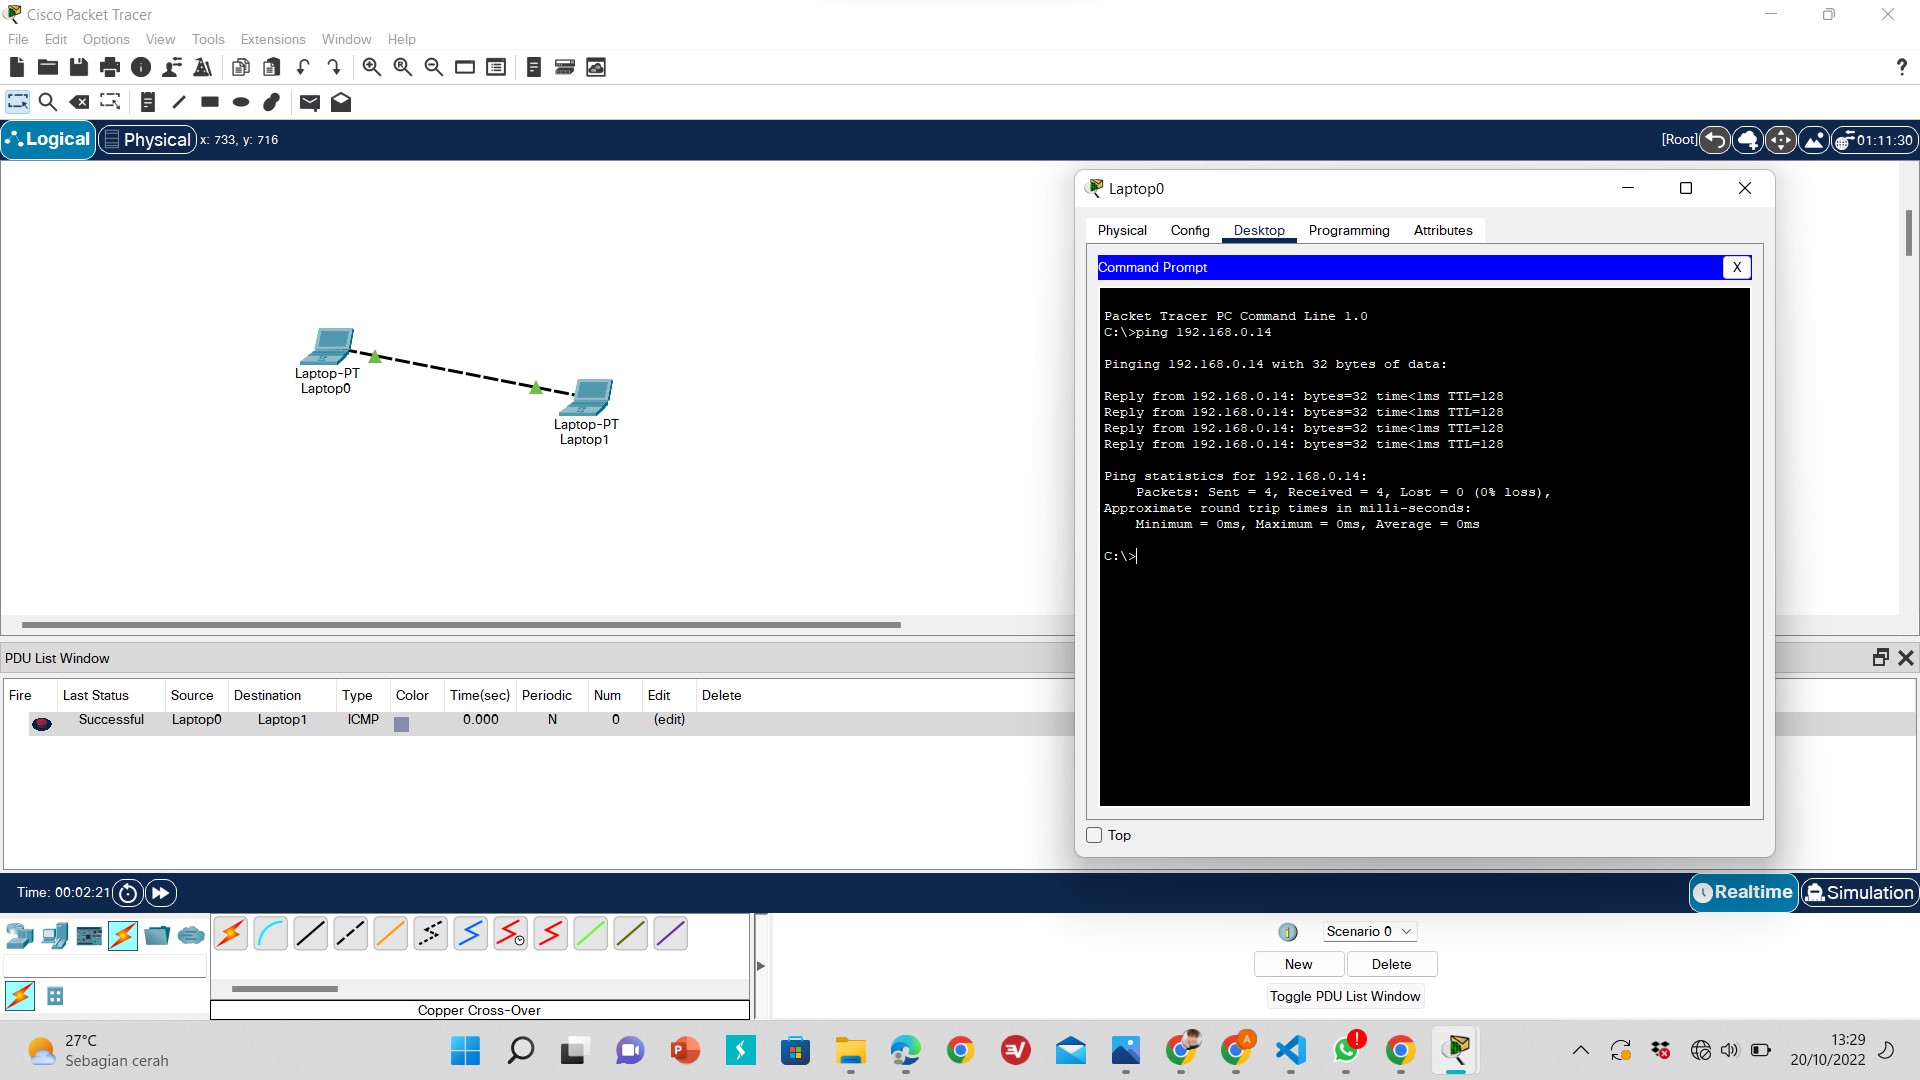 Cisco Packet Tracer
File Edit Options View Tools Extensions Window Help
?
Logical Physical x: 733, y: 716
[Root] 01:11:30
Laptop-PT
Laptop0
Laptop-PT
Laptop1
Laptop0
Physical Config Desktop Programming Attributes
Command Prompt X
Packet Tracer PC Command Line 1.0
C:\>ping 192.168.0.14
Pinging 192.168.0.14 with 32 bytes of data:
Reply from 192.168.0.14: bytes=32 time<1ms TTL=128
Reply from 192.168.0.14: bytes=32 time<1ms TTL=128
Reply from 192.168.0.14: bytes=32 time<1ms TTL=128
Reply from 192.168.0.14: bytes=32 time<1ms TTL=128
Ping statistics for 192.168.0.14:
Packets: Sent = 4, Received = 4, Lost = 0 (0% loss),
Approximate round trip times in milli-seconds:
Minimum = 0ms, Maximum = 0ms, Average = 0ms
C:\>
Top
PDU List Window
Fire Last Status Source Destination Type Color Time(sec) Periodic Num Edit Delete
Successful Laptop0 Laptop1 ICMP 0.000 N 0 (edit)
Time: 00:02:21
Realtime Simulation
Scenario 0
New Delete
Toggle PDU List Window
Copper Cross-Over
27°C
Sebagian cerah
13:29
20/10/2022